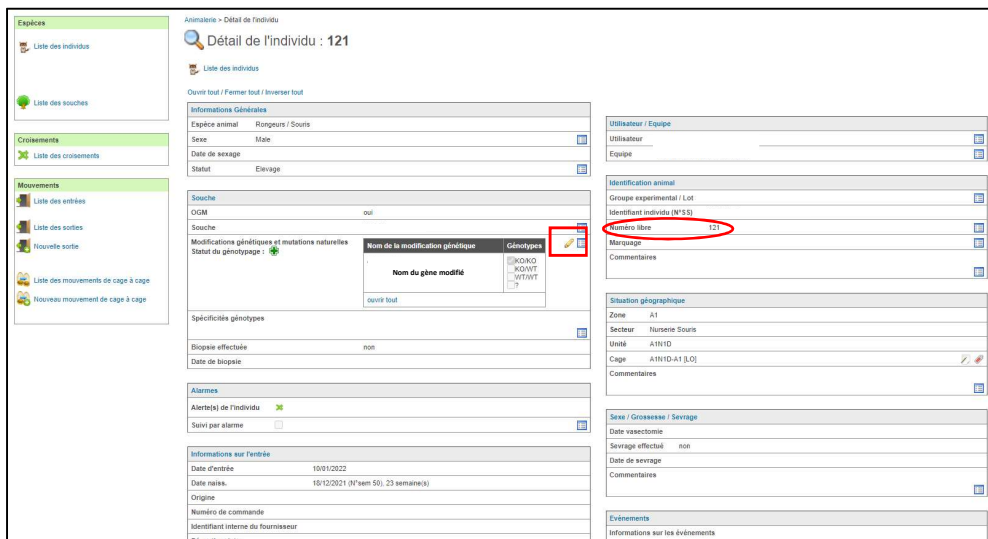 Espèces
Liste des individus
Liste des souches
Croisements
Liste des croisements
Mouvements
Liste des entrées
Liste des sorties
Nouvelle sortie
Liste des mouvements de cage à cage
Nouveau mouvement de cage à cage
Animalerie > Détail de l'individu
Détail de l'individu : 121
Liste des individus
Ouvrir tout / Fermer tout / Inverser tout
Informations Générales
Espèce animal Rongeurs / Souris
Sexe Male
Date de sexage
Statut Elevage
Souche
OGM oui
Souche
Modifications génétiques et mutations naturelles
Statut du génotypage :
Nom de la modification génétique Génotypes
Nom du gène modifié
KO/KO
KO/WT
WT/WT
?
ouvrir tout
Spécificités génotypes
Biopsie effectuée non
Date de biopsie
Alarmes
Alerte(s) de l'individu
Suivi par alarme
Informations sur l'entrée
Date d'entrée 10/01/2022
Date naiss. 18/12/2021 (N°sem 50), 23 semaine(s)
Origine
Numéro de commande
Identifiant interne du fournisseur
Utilisateur / Equipe
Utilisateur
Equipe
Identification animal
Groupe experimental / Lot
Identifiant individu (N°SS)
Numéro libre 121
Marquage
Commentaires
Situation géographique
Zone A1
Secteur Nurserie Souris
Unité A1N1D
Cage A1N1D-A1 [LO]
Commentaires
Sexe / Grossesse / Sevrage
Date vasectomie
Sevrage effectué non
Date de sevrage
Commentaires
Evénements
Informations sur les événements